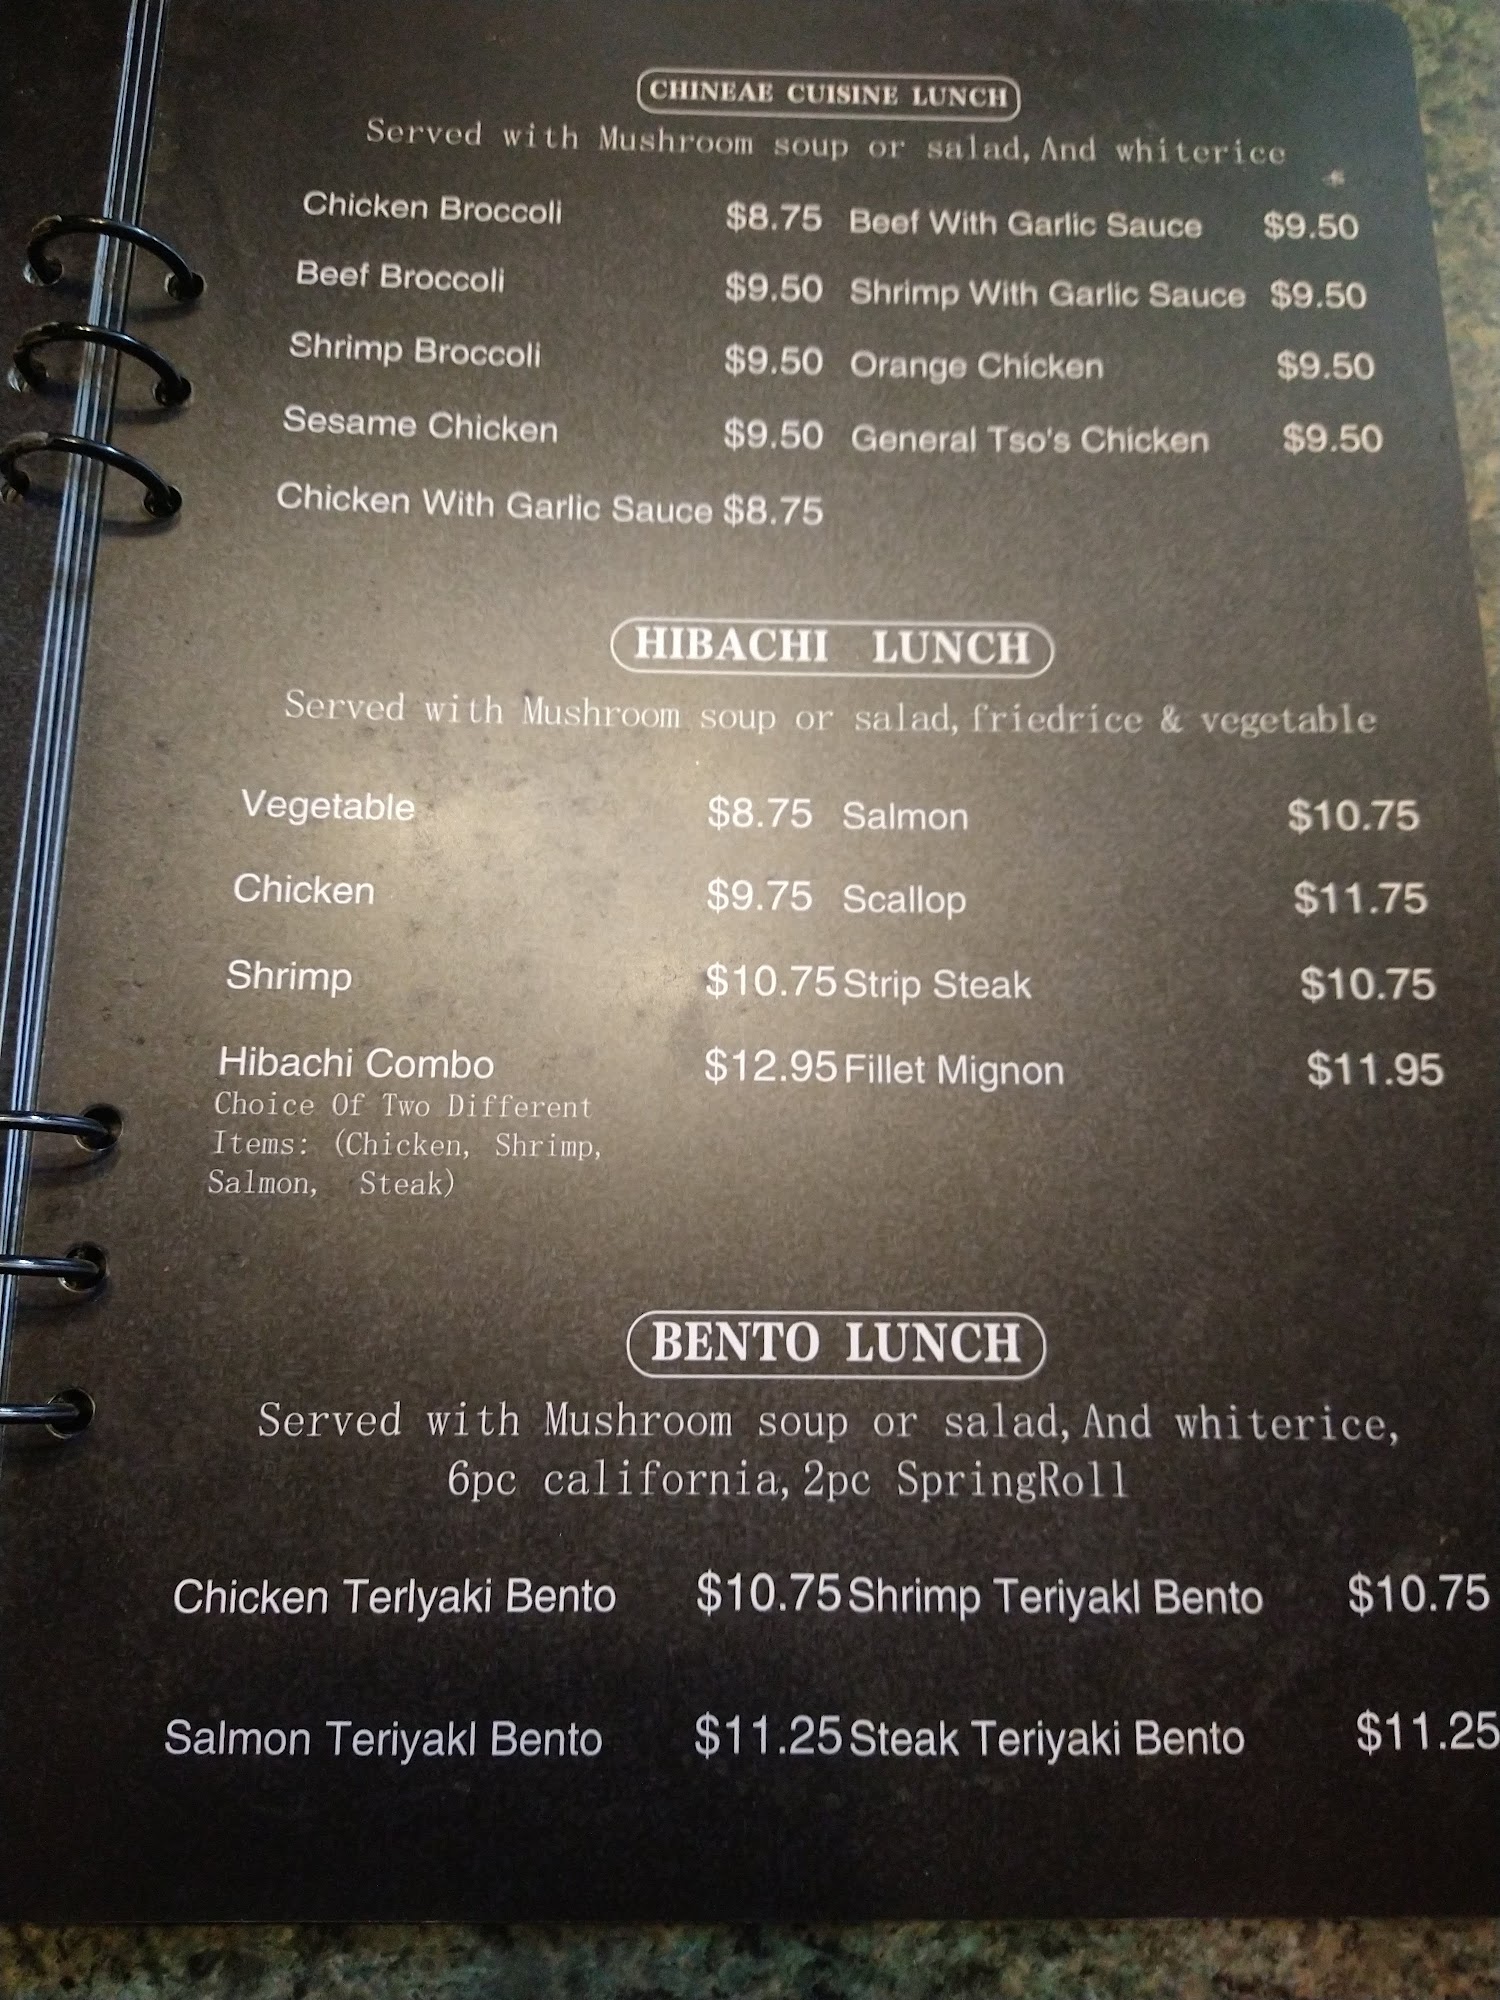 CHINEAE CUISINE LUNCH
Served with Mushroom soup or salad, And whiterice
Chicken Broccoli $8.75 Beef With Garlic Sauce $9.50
Beef Broccoli $9.50 Shrimp With Garlic Sauce $9.50
Shrimp Broccoli $9.50 Orange Chicken $9.50
Sesame Chicken $9.50 General Tso's Chicken $9.50
Chicken With Garlic Sauce $8.75
HIBACHI LUNCH
Served with Mushroom soup or salad, friedrice & vegetable
Vegetable $8.75 Salmon $10.75
Chicken $9.75 Scallop $11.75
Shrimp $10.75 Strip Steak $10.75
Hibachi Combo $12.95 Fillet Mignon $11.95
Choice Of Two Different
Items: (Chicken, Shrimp,
Salmon, Steak)
BENTO LUNCH
Served with Mushroom soup or salad, And whiterice,
6pc california, 2pc SpringRoll
Chicken Terlyaki Bento $10.75 Shrimp Teriyakl Bento $10.75
Salmon Teriyakl Bento $11.25 Steak Teriyaki Bento $11.25